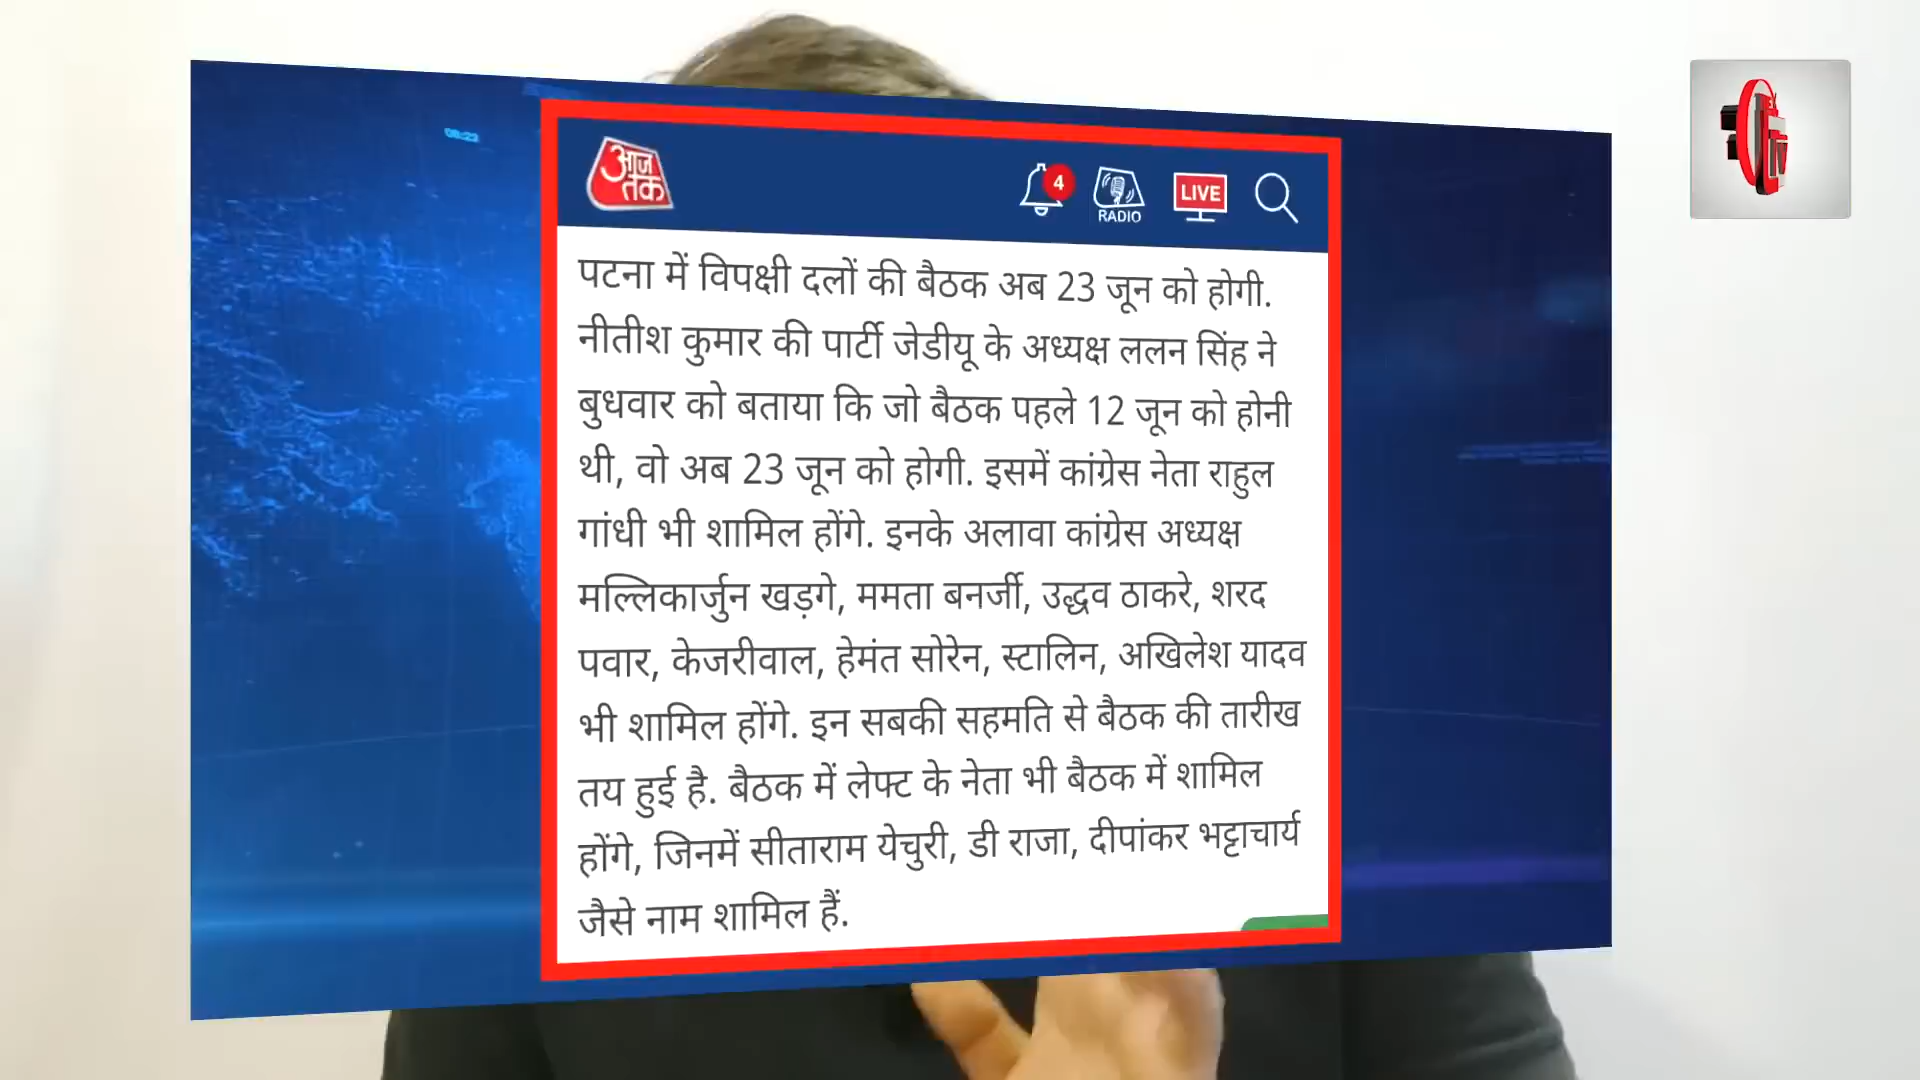 08:23
आज
तक
4
RADIO
LIVE
पटना में विपक्षी दलों की बैठक अब 23 जून को होगी.
नीतीश कुमार की पार्टी जेडीयू के अध्यक्ष ललन सिंह ने
बुधवार को बताया कि जो बैठक पहले 12 जून को होनी
थी, वो अब 23 जून को होगी. इसमें कांग्रेस नेता राहुल
गांधी भी शामिल होंगे. इनके अलावा कांग्रेस अध्यक्ष
मल्लिकार्जुन खड़गे, ममता बनर्जी, उद्धव ठाकरे, शरद
पवार, केजरीवाल, हेमंत सोरेन, स्टालिन, अखिलेश यादव
भी शामिल होंगे. इन सबकी सहमति से बैठक की तारीख
तय हुई है. बैठक में लेफ्ट के नेता भी बैठक में शामिल
होंगे, जिनमें सीताराम येचुरी, डी राजा, दीपांकर भट्टाचार्य
जैसे नाम शामिल हैं.